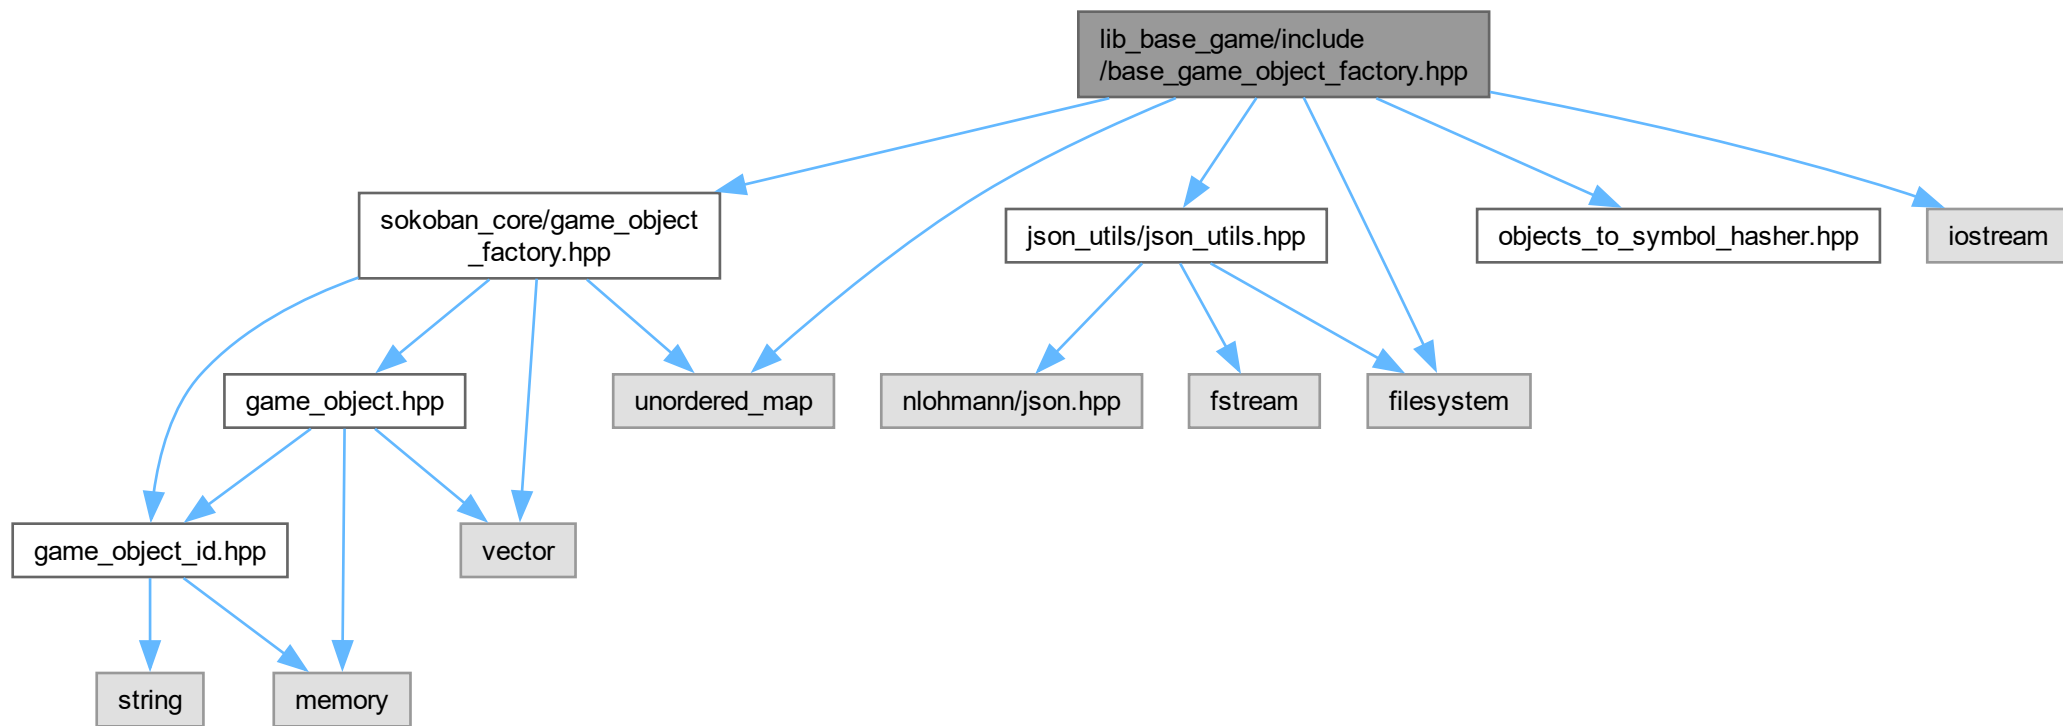 lib_base_game/include
/base_game_object_factory.hpp
sokoban_core/game_object
_factory.hpp
json_utils/json_utils.hpp
objects_to_symbol_hasher.hpp
iostream
game_object.hpp
unordered_map
nlohmann/json.hpp
fstream
filesystem
game_object_id.hpp
vector
string
memory